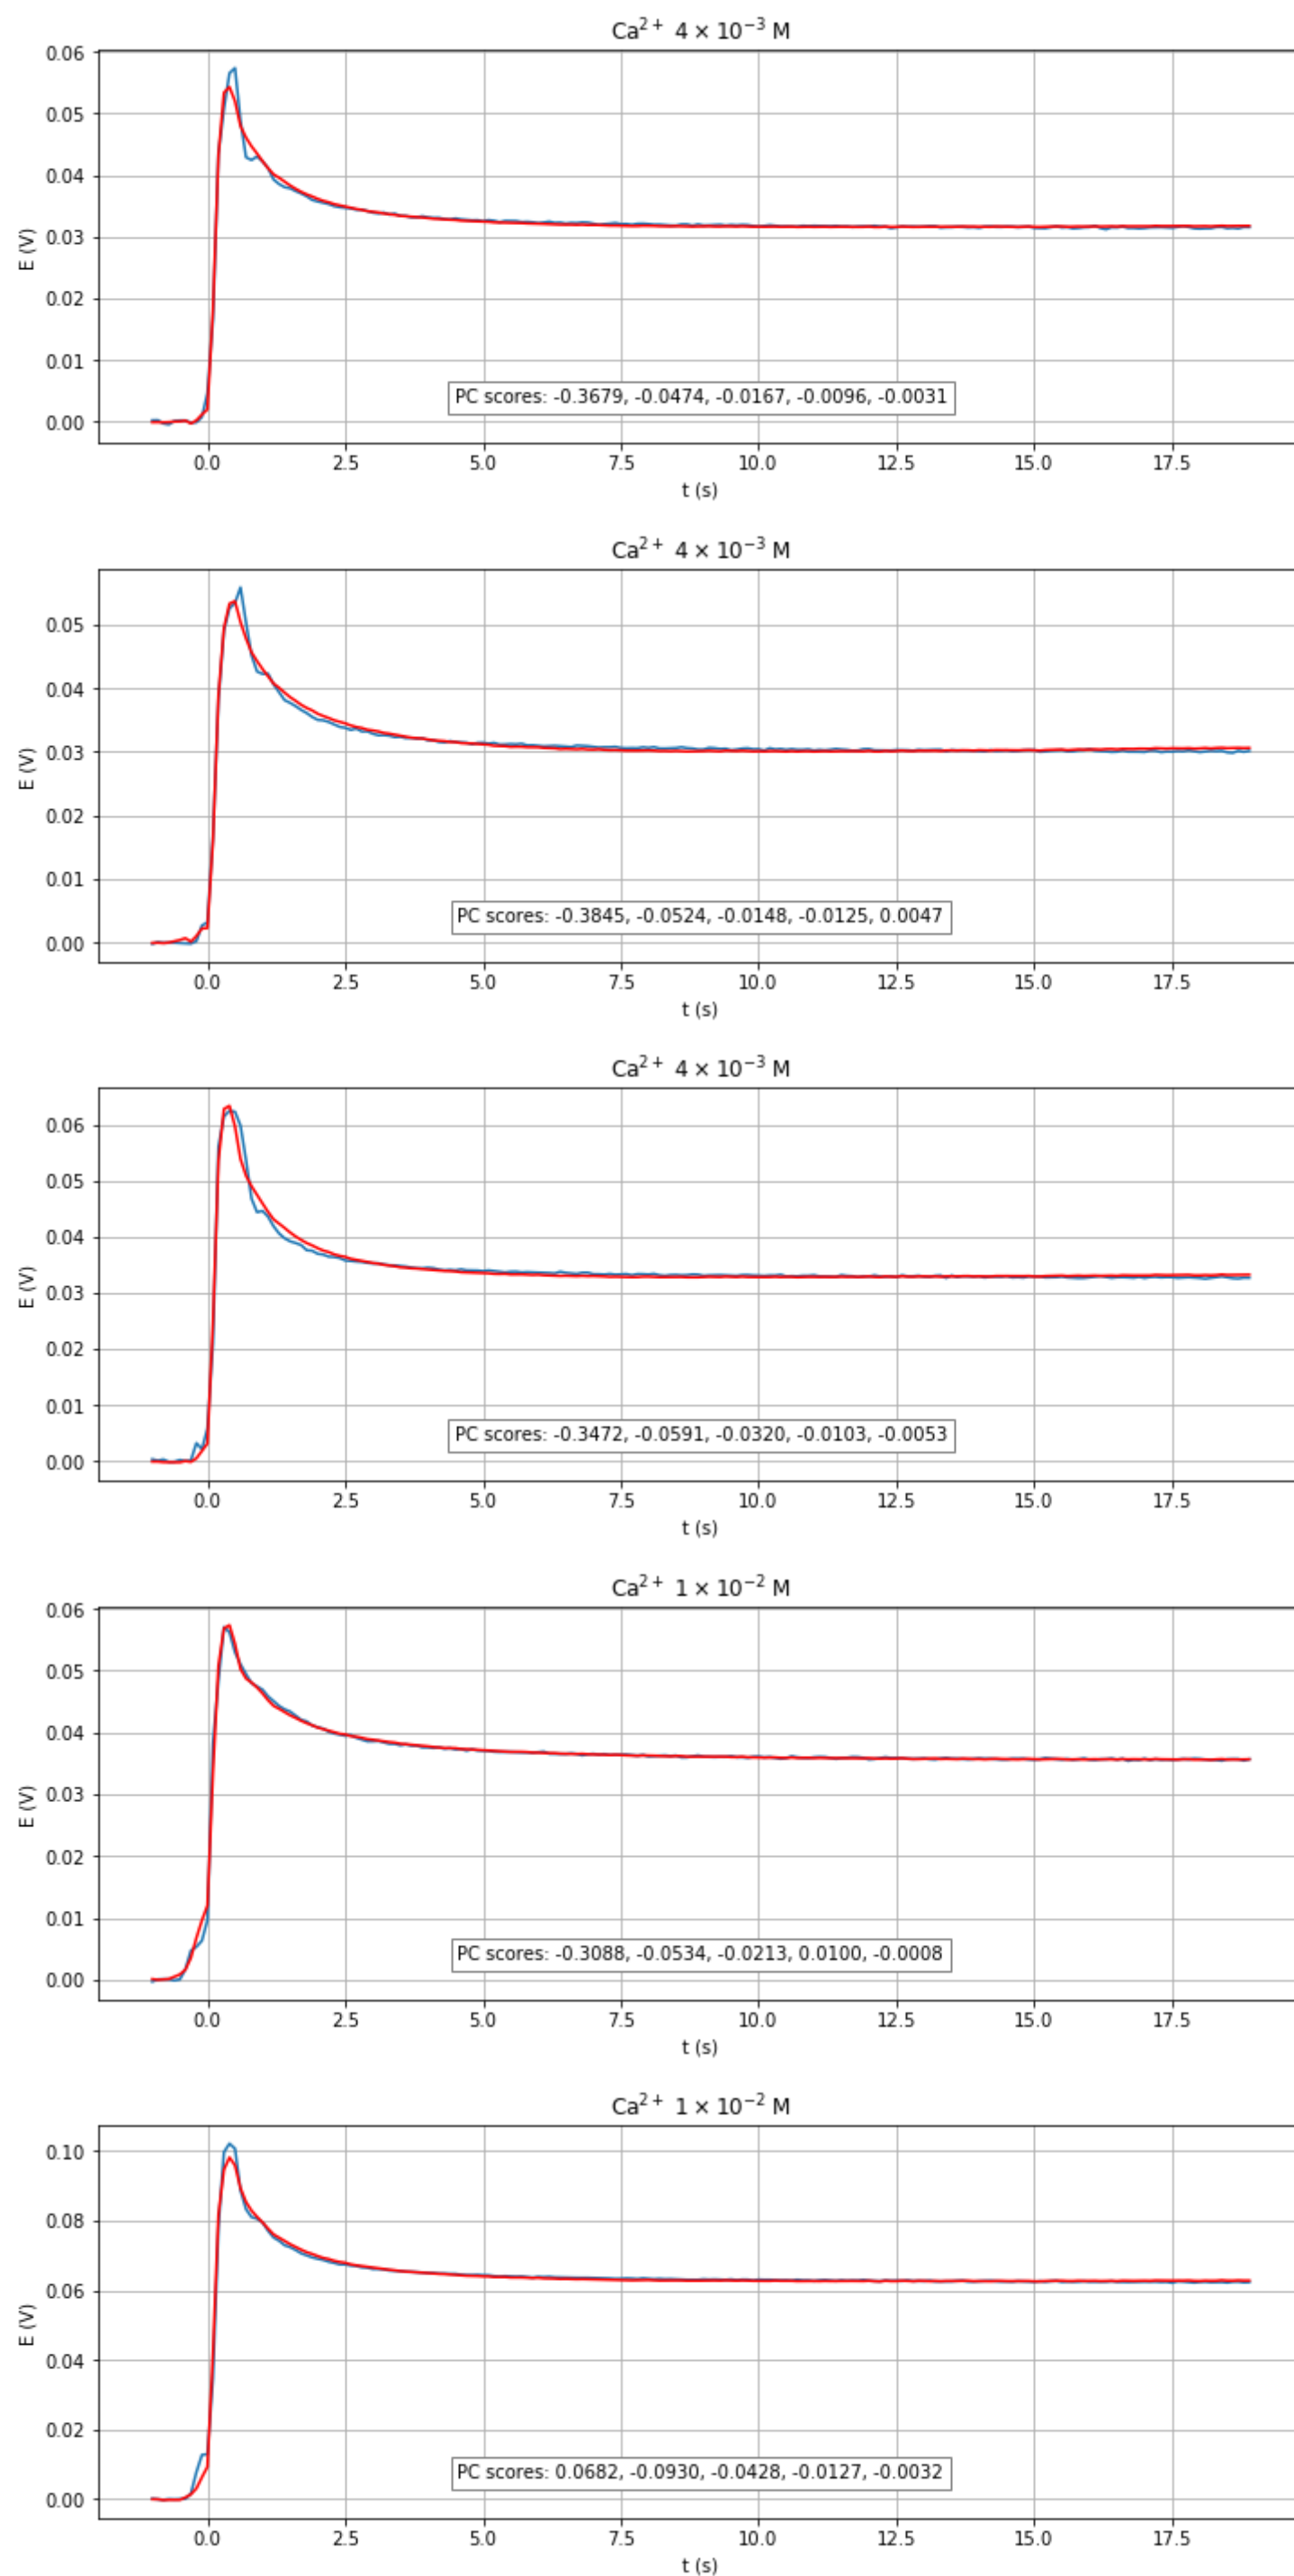 Ca²⁺ 4 × 10⁻³ M
0.06
0.05
0.04
0.03
0.02
0.01
0.00
E (V)
PC scores: -0.3679, -0.0474, -0.0167, -0.0096, -0.0031
0.0 2.5 5.0 7.5 10.0 12.5 15.0 17.5
t (s)
Ca²⁺ 4 × 10⁻³ M
0.05
0.04
0.03
0.02
0.01
0.00
E (V)
PC scores: -0.3845, -0.0524, -0.0148, -0.0125, 0.0047
0.0 2.5 5.0 7.5 10.0 12.5 15.0 17.5
t (s)
Ca²⁺ 4 × 10⁻³ M
0.06
0.05
0.04
0.03
0.02
0.01
0.00
E (V)
PC scores: -0.3472, -0.0591, -0.0320, -0.0103, -0.0053
0.0 2.5 5.0 7.5 10.0 12.5 15.0 17.5
t (s)
Ca²⁺ 1 × 10⁻² M
0.06
0.05
0.04
0.03
0.02
0.01
0.00
E (V)
PC scores: -0.3088, -0.0534, -0.0213, 0.0100, -0.0008
0.0 2.5 5.0 7.5 10.0 12.5 15.0 17.5
t (s)
Ca²⁺ 1 × 10⁻² M
0.10
0.08
0.06
0.04
0.02
0.00
E (V)
PC scores: 0.0682, -0.0930, -0.0428, -0.0127, -0.0032
0.0 2.5 5.0 7.5 10.0 12.5 15.0 17.5
t (s)